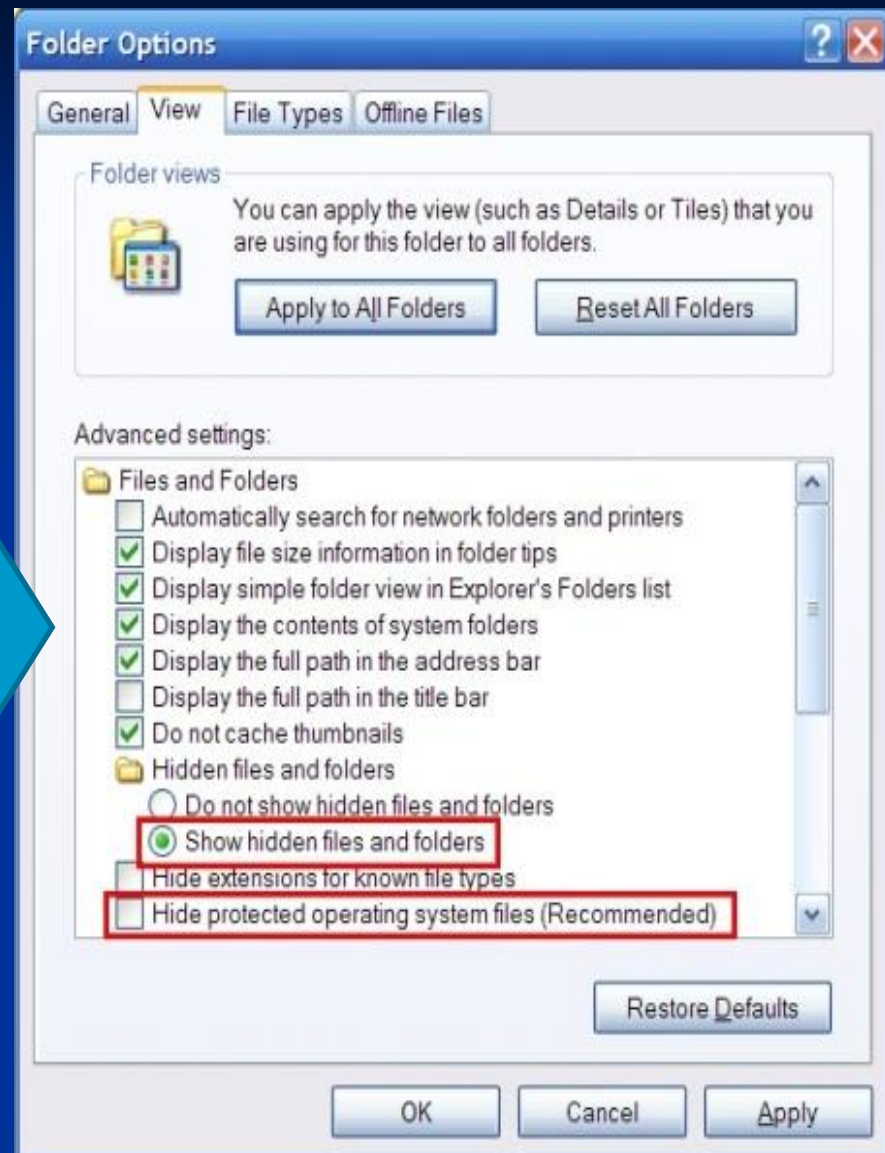 Folder Options
General View File Types Offline Files
Folder views
You can apply the view (such as Details or Tiles) that you
are using for this folder to all folders.
Apply to All Folders Reset All Folders
Advanced settings:
Files and Folders
Automatically search for network folders and printers
Display file size information in folder tips
Display simple folder view in Explorer's Folders list
Display the contents of system folders
Display the full path in the address bar
Display the full path in the title bar
Do not cache thumbnails
Hidden files and folders
Do not show hidden files and folders
Show hidden files and folders
Hide extensions for known file types
Hide protected operating system files (Recommended)
Restore Defaults
OK Cancel Apply